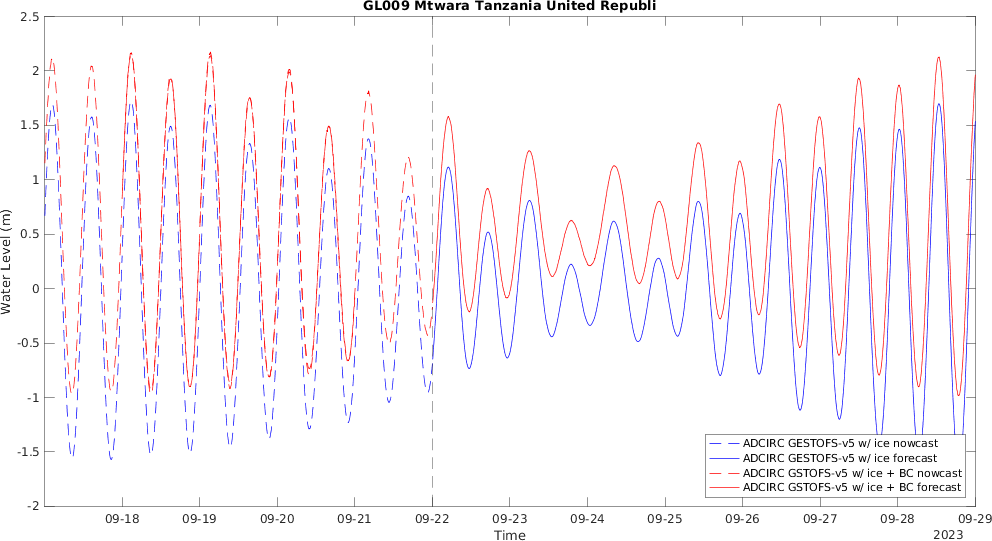 GL009 Mtwara Tanzania United Republi
2.5
2
1.5
1
0.5
0
-0.5
-1
-1.5
-2
Water Level (m)
ADCIRC GESTOFS-v5 w/ ice nowcast
ADCIRC GESTOFS-v5 w/ ice forecast
ADCIRC GSTOFS-v5 w/ ice + BC nowcast
ADCIRC GSTOFS-v5 w/ ice + BC forecast
09-18 09-19 09-20 09-21 09-22 09-23 09-24 09-25 09-26 09-27 09-28 09-29
Time
2023